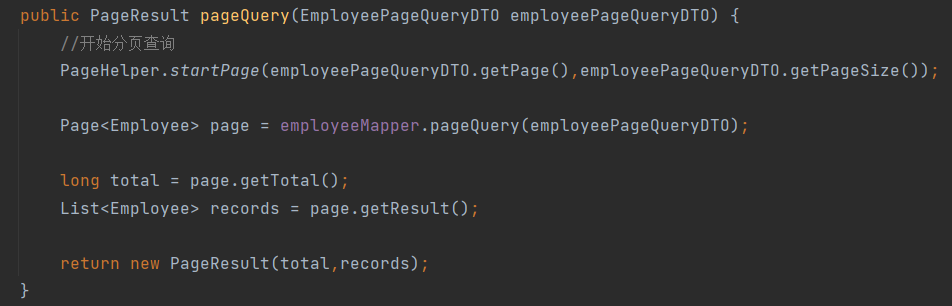 public PageResult pageQuery(EmployeePageQueryDTO employeePageQueryDTO) {
//开始分页查询
PageHelper.startPage(employeePageQueryDTO.getPage(),employeePageQueryDTO.getPageSize());
Page<Employee> page = employeeMapper.pageQuery(employeePageQueryDTO);
long total = page.getTotal();
List<Employee> records = page.getResult();
return new PageResult(total,records);
}